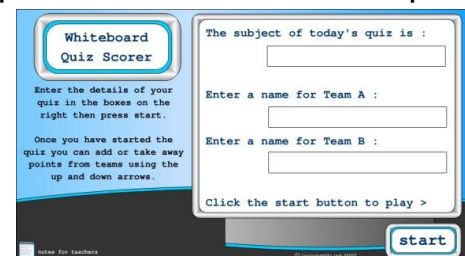 Whiteboard
Quiz Scorer
Enter the details of your
quiz in the boxes on the
right then press start.
Once you have started the
quiz you can add or take away
points from teams using the
up and down arrows.
The subject of today's quiz is :
Enter a name for Team A :
Enter a name for Team B :
Click the start button to play >
start
notes for teachers